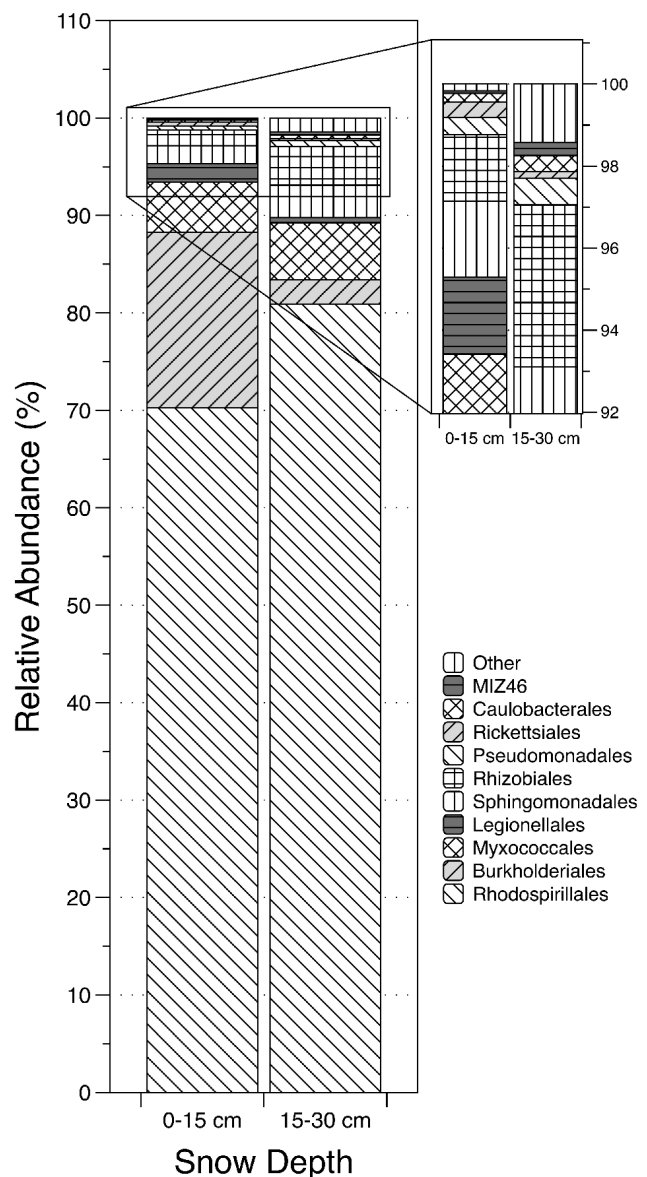 110
100
90
80
70
60
50
40
30
20
10
0
Relative Abundance (%)
0-15 cm
15-30 cm
Snow Depth
100
98
96
94
92
0-15 cm
15-30 cm
Other
MIZ46
Caulobacterales
Rickettsiales
Pseudomonadales
Rhizobiales
Sphingomonadales
Legionellales
Myxococcales
Burkholderiales
Rhodospirillales